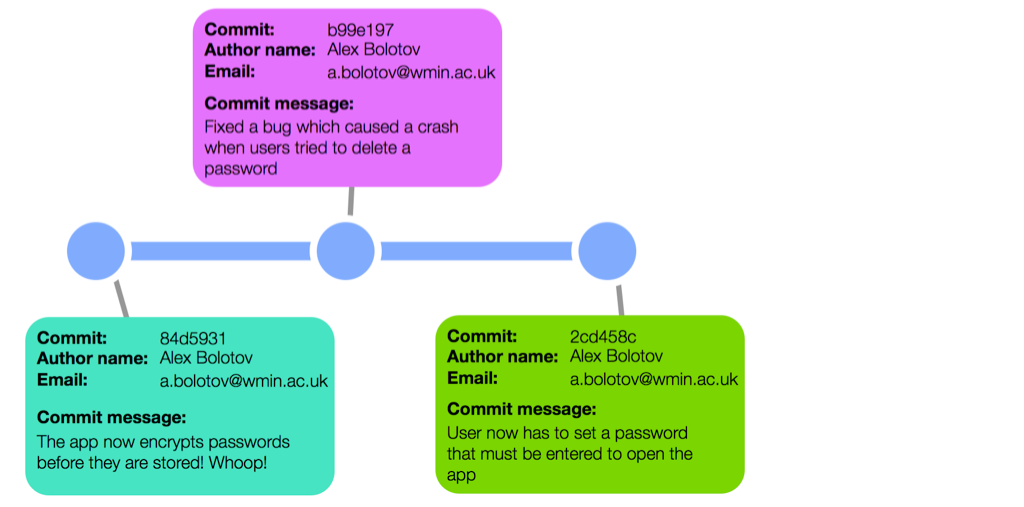 Commit: b99e197
Author name: Alex Bolotov
Email: a.bolotov@wmin.ac.uk
Commit message:
Fixed a bug which caused a crash
when users tried to delete a
password
Commit: 84d5931
Author name: Alex Bolotov
Email: a.bolotov@wmin.ac.uk
Commit message:
The app now encrypts passwords
before they are stored! Whoop!
Commit: 2cd458c
Author name: Alex Bolotov
Email: a.bolotov@wmin.ac.uk
Commit message:
User now has to set a password
that must be entered to open the
app